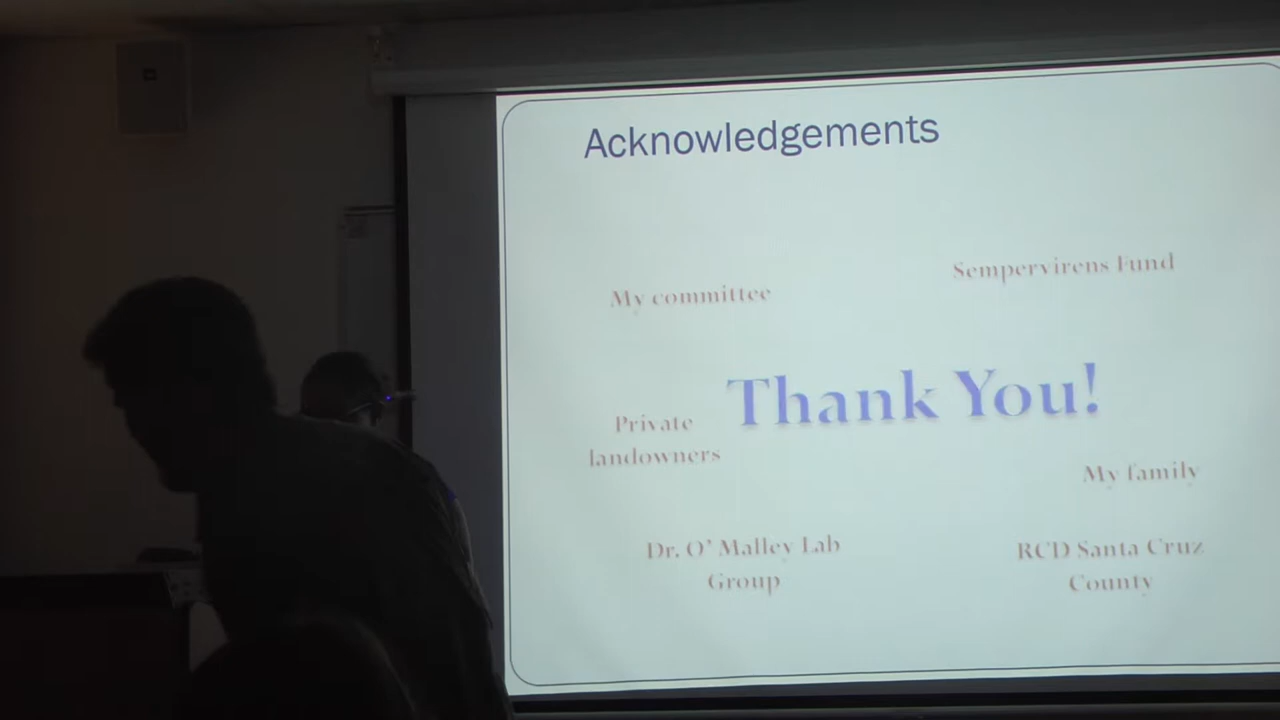 Acknowledgements
Sempervirens Fund
My committee
Thank You!
Private
landowners
My family
Dr. O' Malley Lab
Group
RCD Santa Cruz
County